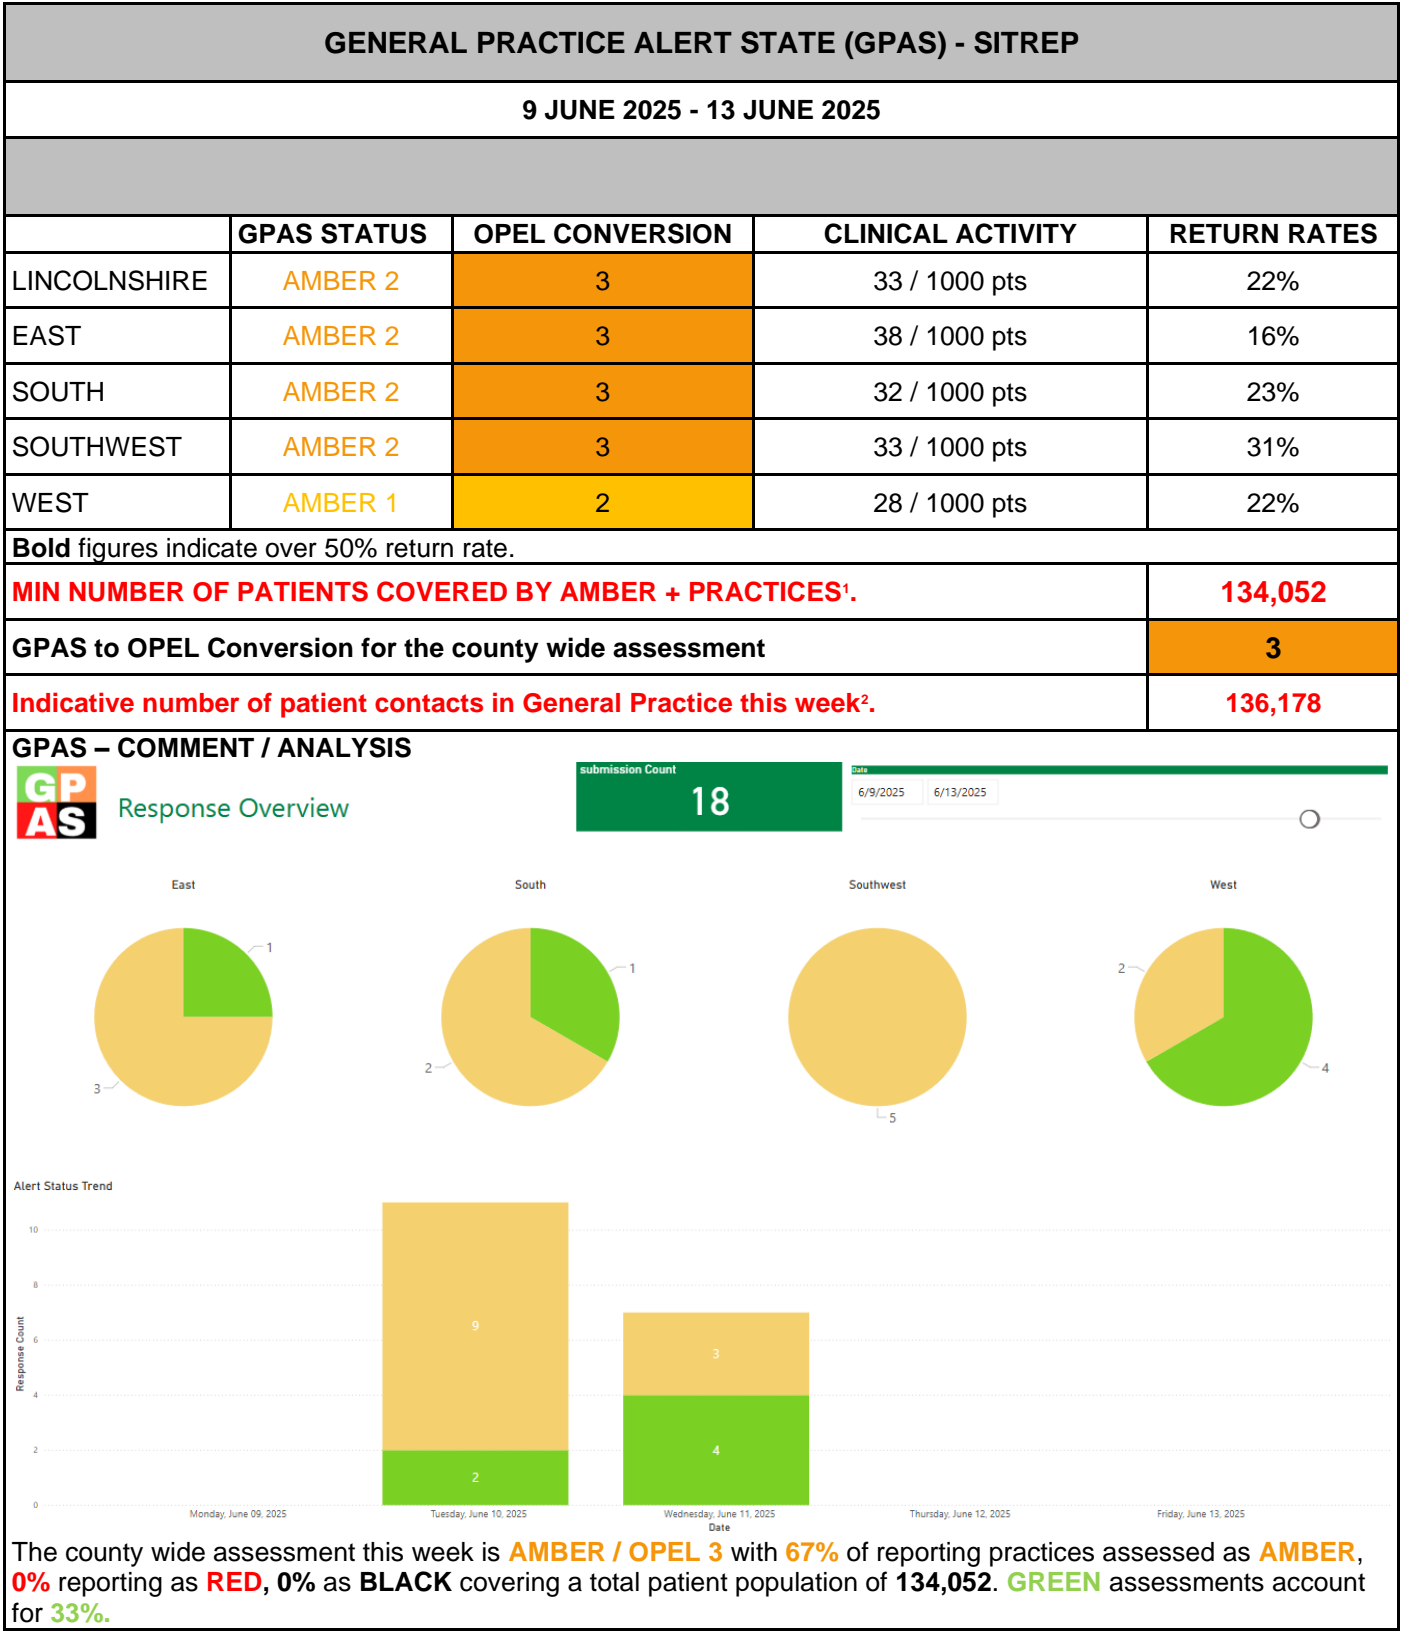 GENERAL PRACTICE ALERT STATE (GPAS) - SITREP
9 JUNE 2025 - 13 JUNE 2025
GPAS STATUS OPEL CONVERSION CLINICAL ACTIVITY RETURN RATES
LINCOLNSHIRE AMBER 2 3 33 / 1000 pts 22%
EAST AMBER 2 3 38 / 1000 pts 16%
SOUTH AMBER 2 3 32 / 1000 pts 23%
SOUTHWEST AMBER 2 3 33 / 1000 pts 31%
WEST AMBER 1 2 28 / 1000 pts 22%
Bold figures indicate over 50% return rate.
MIN NUMBER OF PATIENTS COVERED BY AMBER + PRACTICES¹. 134,052
GPAS to OPEL Conversion for the county wide assessment 3
Indicative number of patient contacts in General Practice this week². 136,178
GPAS – COMMENT / ANALYSIS
GP
AS
Response Overview
submission Count
18
Date
6/9/2025 6/13/2025
East South Southwest West
1 1 2
3 2 5 4
Alert Status Trend
10
8
6
4
2
0
Response Count
9 3
2 4
Monday, June 09, 2025 Tuesday, June 10, 2025 Wednesday, June 11, 2025 Thursday, June 12, 2025 Friday, June 13, 2025
Date
The county wide assessment this week is AMBER / OPEL 3 with 67% of reporting practices assessed as AMBER,
0% reporting as RED, 0% as BLACK covering a total patient population of 134,052. GREEN assessments account
for 33%.